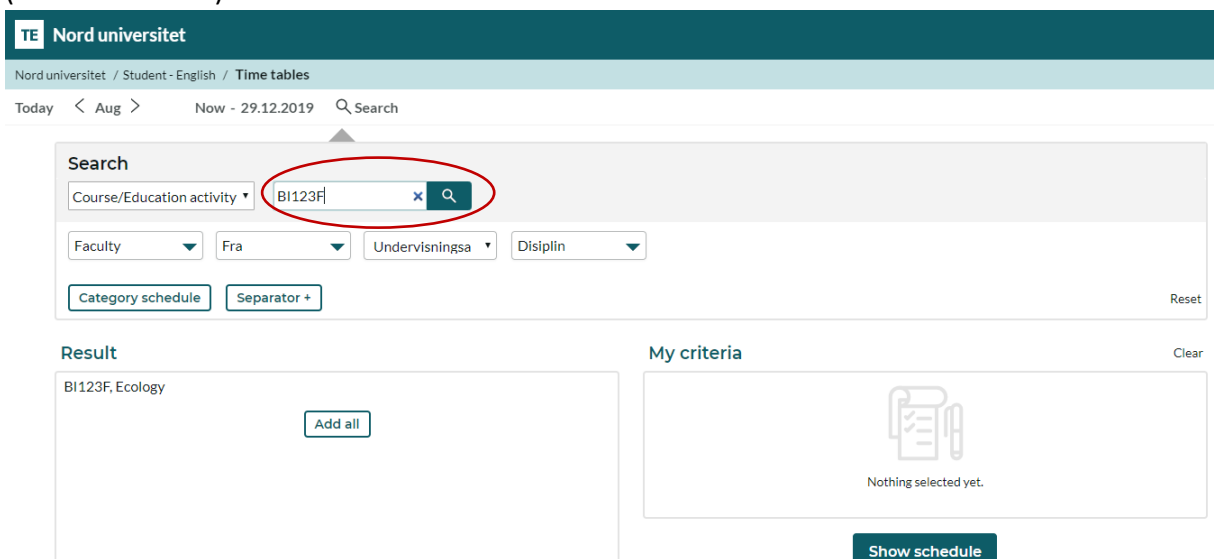 TE Nord universitet
Nord universitet / Student - English / Time tables
Today < Aug > Now - 29.12.2019 Search
Search
Course/Education activity BI123F x
Faculty Fra Undervisningsa Disiplin
Category schedule Separator +
Reset
Result
My criteria
Clear
BI123F, Ecology
Add all
Nothing selected yet.
Show schedule